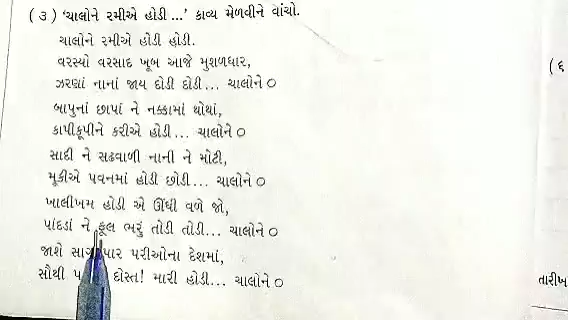 (૩) ‘ચાલોને રમીએ હોડી ...’ કાવ્ય મેળવીને વાંચો.
ચાલોને રમીએ હોડી હોડી.
વરસ્યો વરસાદ ખૂબ આજે મુશળધાર,
ઝરણાં નાનાં જાય દોડી દોડી... ચાલોને૦
બાપુનાં છાપાં ને નક્કામાં થોથાં,
કાપીકૂપીને કરીએ હોડી... ચાલોને૦
સાદી ને સઢવાળી નાની ને મોટી,
મૂકીએ પવનમાં હોડી છોડી... ચાલોને૦
ખાલીખમ હોડી એ ઊંધી વળે જો,
પાંદડાં ને ફૂલ ભરું તોડી તોડી... ચાલોને૦
જાશે પરીઓના દેશમાં,
સૌથી દોસ્ત! મારી હોડી... ચાલોને૦
(૬
તારીખ